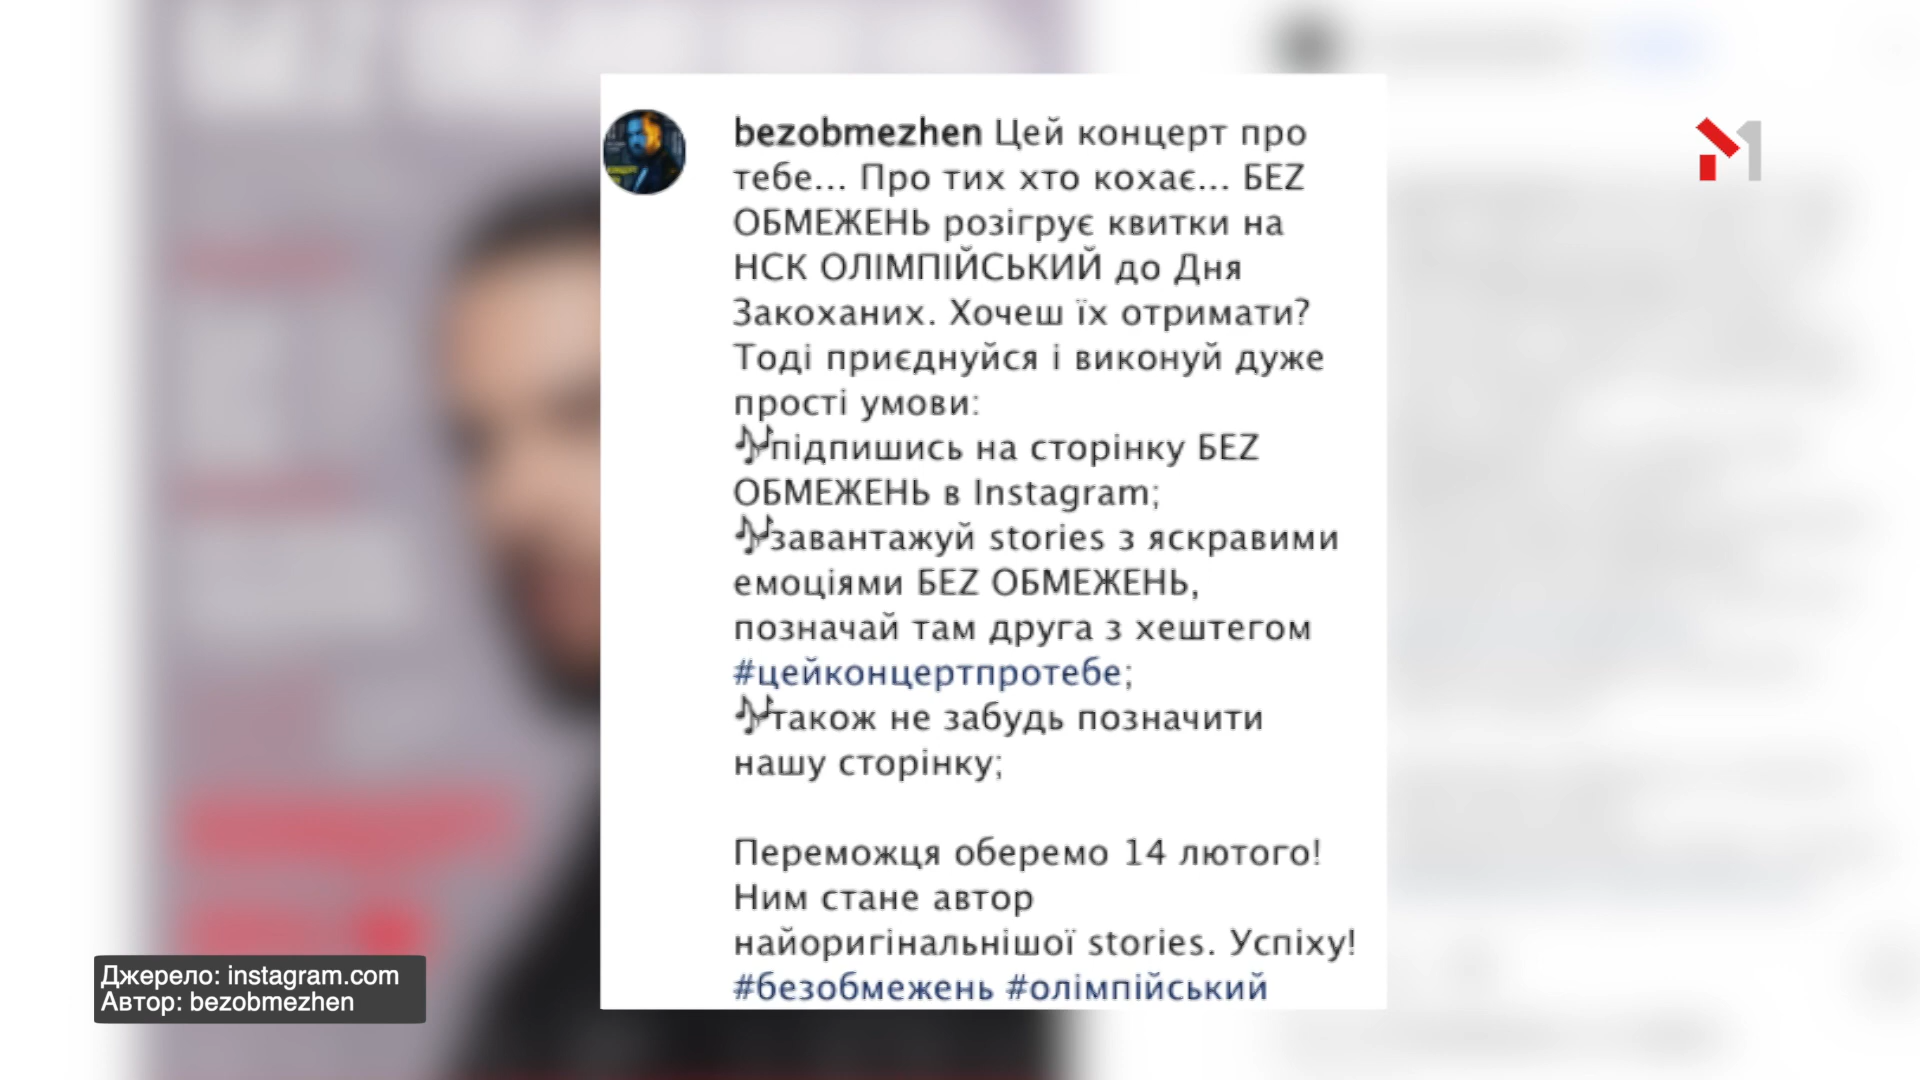 bezobmezhen Цей концерт про
тебе... Про тих хто кохає... БЕZ
ОБМЕЖЕНЬ розігрує квитки на
НСК ОЛІМПІЙСЬКИЙ до Дня
Закоханих. Хочеш їх отримати?
Тоді приєднуйся і виконуй дуже
прості умови:
🎶підпишись на сторінку БЕZ
ОБМЕЖЕНЬ в Instagram;
🎶завантажуй stories з яскравими
емоціями БЕZ ОБМЕЖЕНЬ,
позначай там друга з хештегом
#цейконцертпротебе;
🎶також не забудь позначити
нашу сторінку;
Переможця оберемо 14 лютого!
Ним стане автор
найоригінальнішої stories. Успіху!
#безобмежень #олімпійський
M1
Джерело: instagram.com
Автор: bezobmezhen